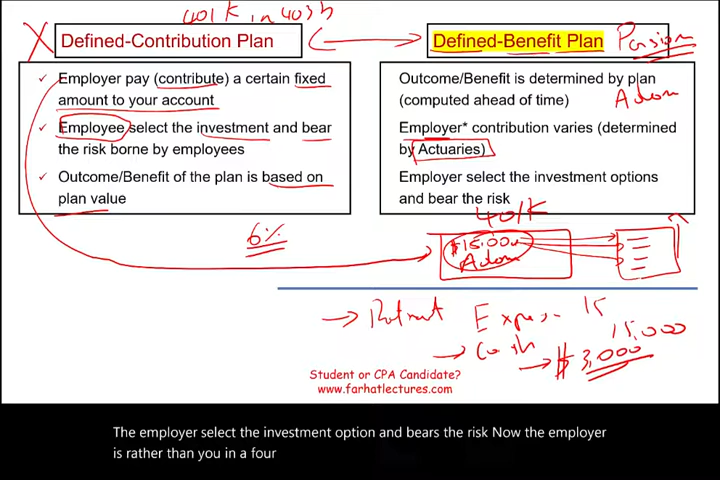 401K in 403b
Defined-Contribution Plan
Defined-Benefit Plan
Pension
Employer pay (contribute) a certain fixed
amount to your account
Employee select the investment and bear
the risk borne by employees
Outcome/Benefit of the plan is based on
plan value
Outcome/Benefit is determined by plan
(computed ahead of time)
Adam
Employer* contribution varies (determined
by Actuaries)
Employer select the investment options
and bear the risk
401K
6%
$15,000
Adam
15
15,000
Cash
$3,000
Student or CPA Candidate?
www.farhatlectures.com
The employer select the investment option and bears the risk Now the employer
is rather than you in a four